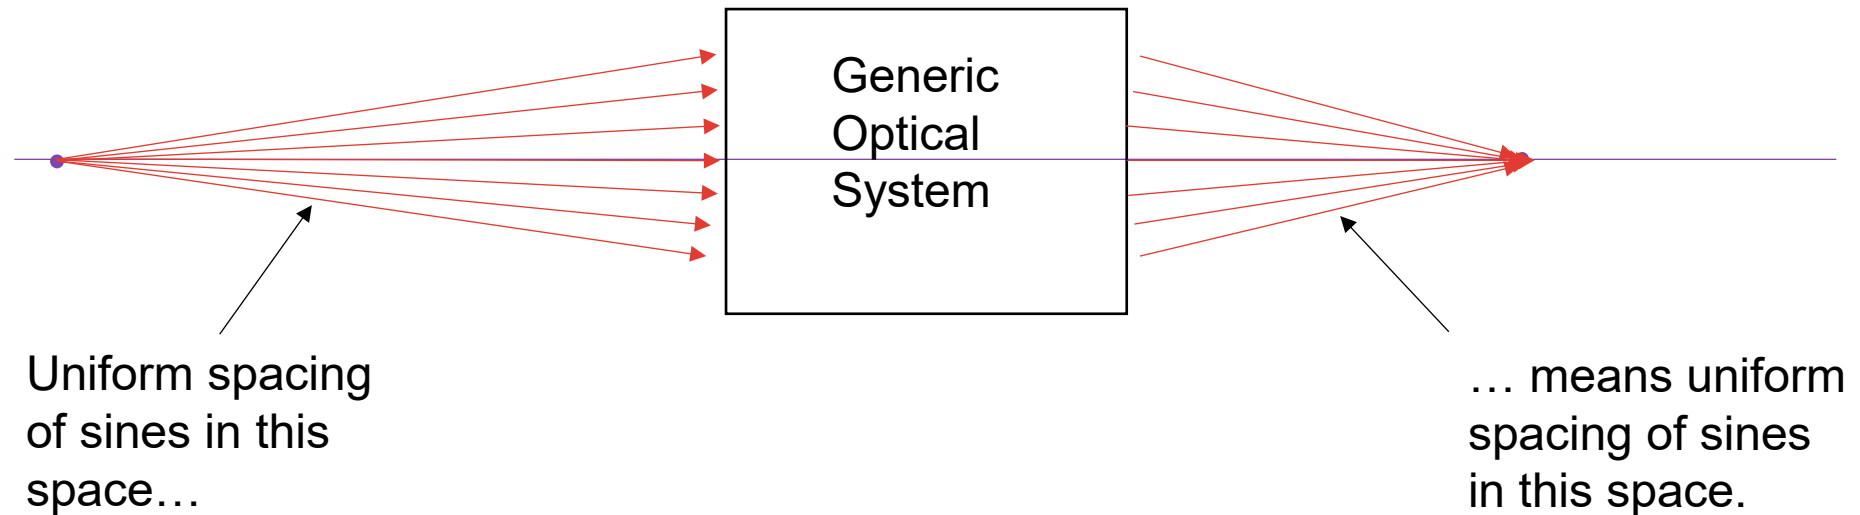 Generic
Optical
System
Uniform spacing
of sines in this
space…
… means uniform
spacing of sines
in this space.